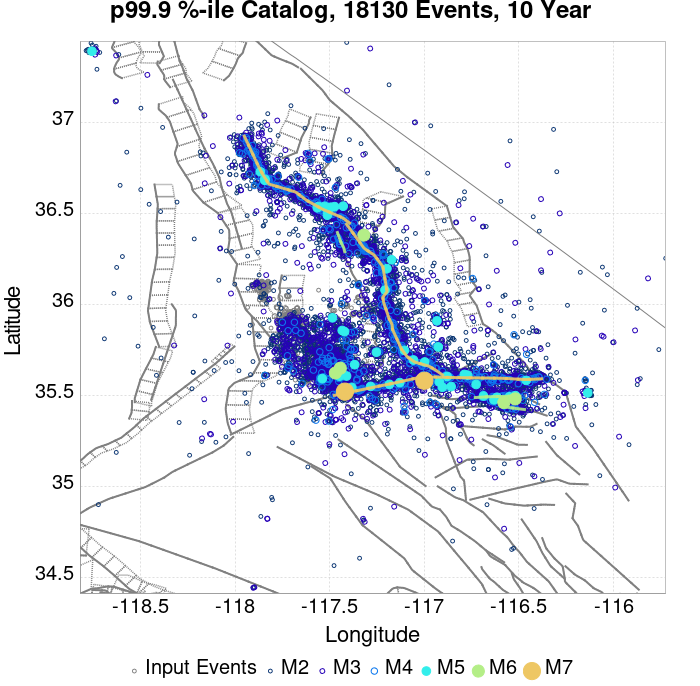 p99.9 %-ile Catalog, 18130 Events, 10 Year
37
36.5
36
35.5
35
34.5
Latitude
-118.5 -118 -117.5 -117 -116.5 -116
Longitude
Input Events M2 M3 M4 M5 M6 M7